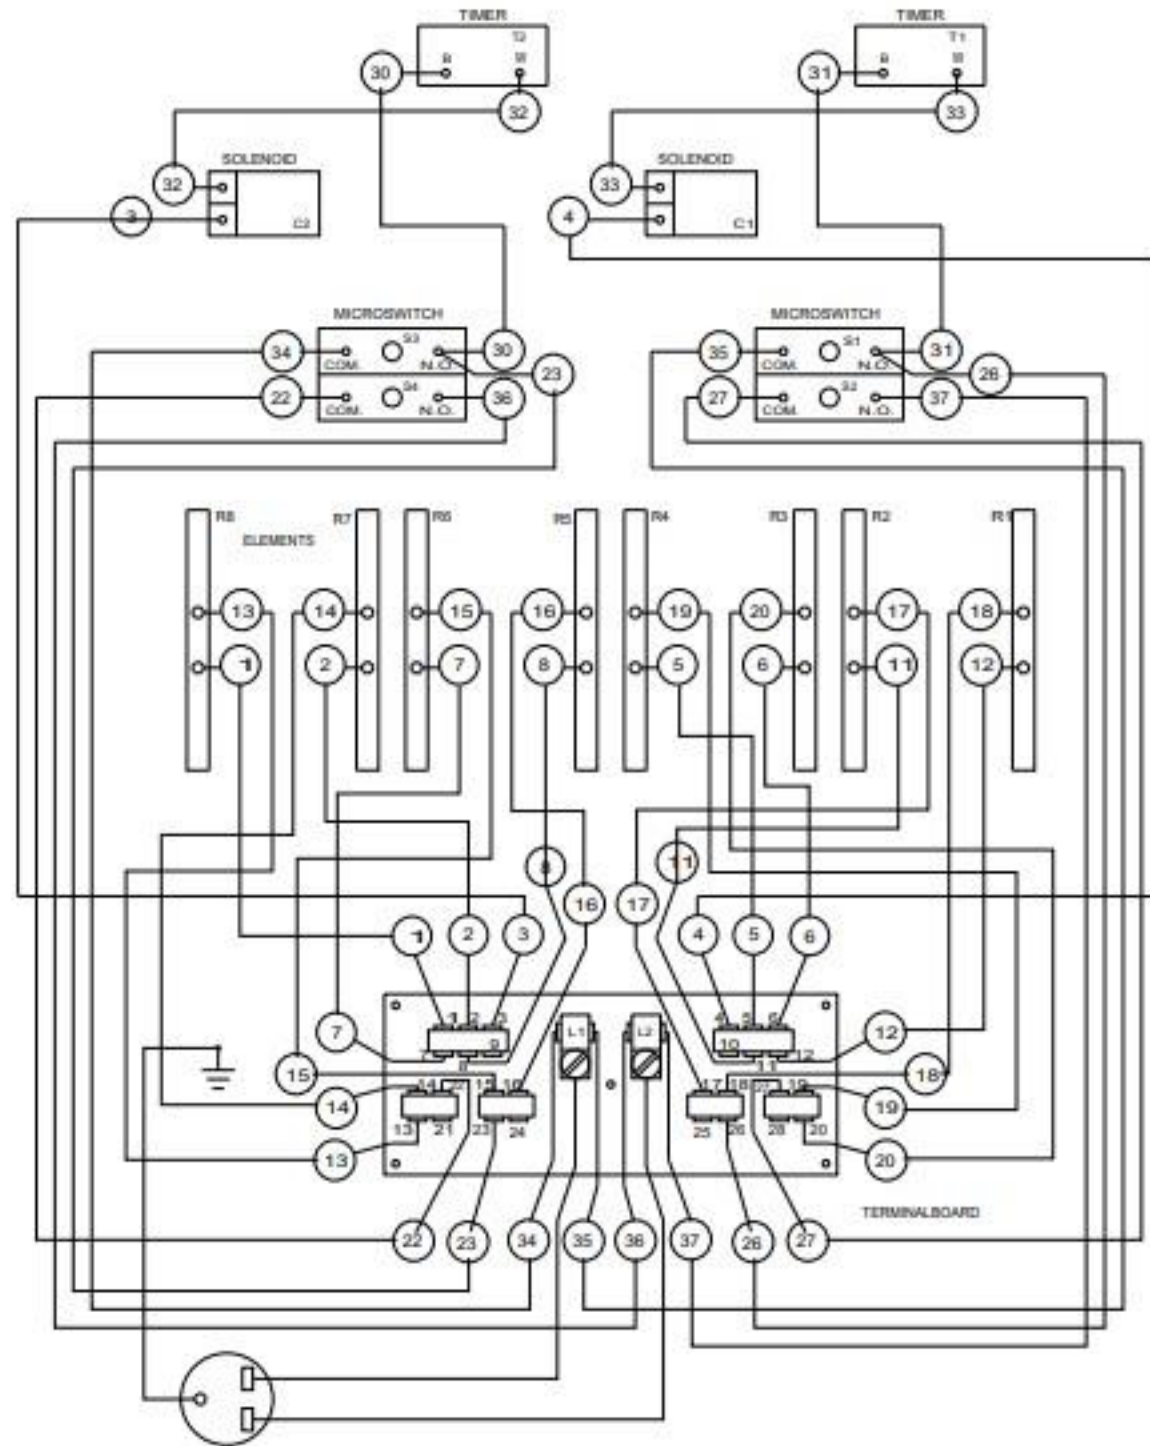 TIMER TIMER
T2 T1
B W B W
30 31
32 33
SOLENOID SOLENOID
32 33
3 C2 4 C1
MICROSWITCH MICROSWITCH
34 S3 30 35 S1 31
COM. N.O. 23 COM. N.O. 26
22 S4 36 27 S2 37
COM. N.O. COM. N.O.
R8 R7 R6 R5 R4 R3 R2 R1
ELEMENTS
13 14 15 16 19 20 17 18
1 2 7 8 5 6 11 12
8 11
16 17
1 2 3 4 5 6
1 2 3 L1 L2 4 5 6
7 12
7 9 10 12
8 11
15 18
14 22 15 16 17 18 27 19
14 19
13 21 23 24 25 26 28 20
13 20
TERMINALBOARD
22 23 34 35 36 37 26 27